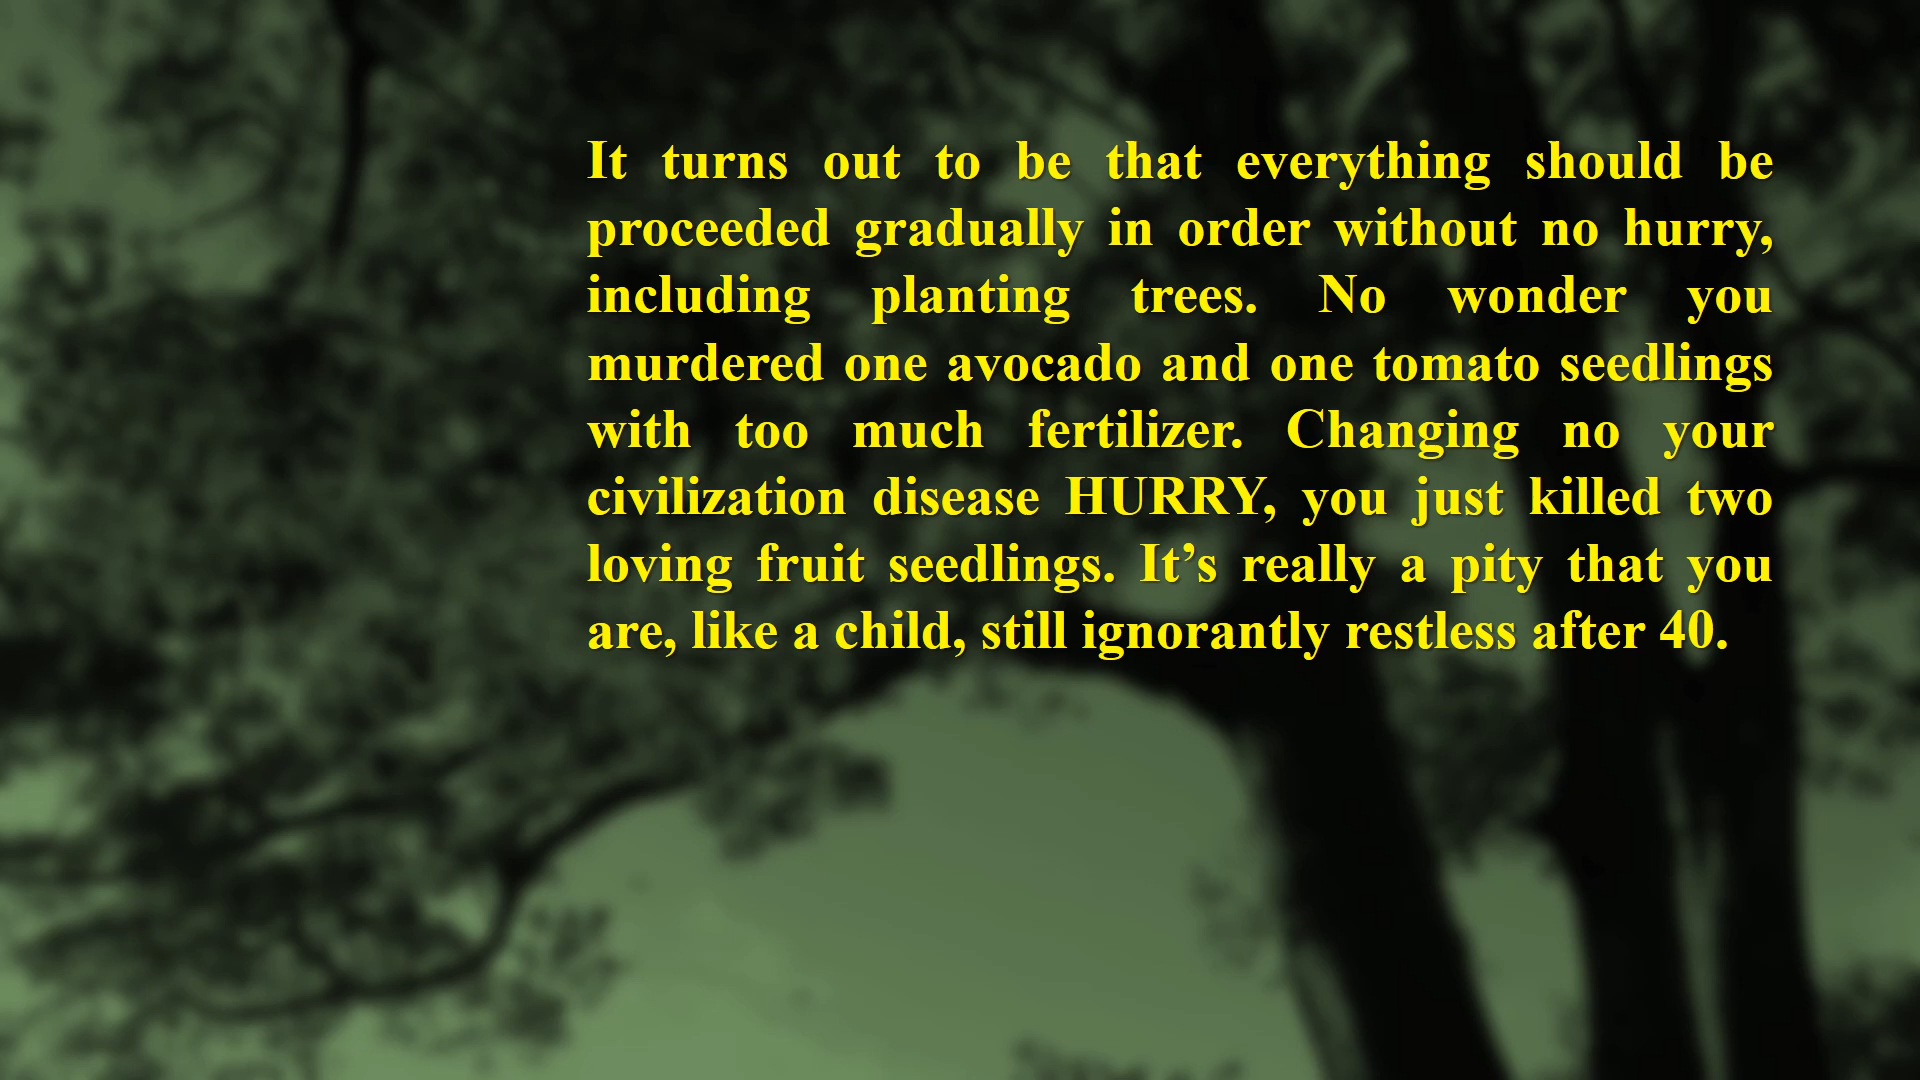 It turns out to be that everything should be
proceeded gradually in order without no hurry,
including planting trees. No wonder you
murdered one avocado and one tomato seedlings
with too much fertilizer. Changing no your
civilization disease HURRY, you just killed two
loving fruit seedlings. It’s really a pity that you
are, like a child, still ignorantly restless after 40.